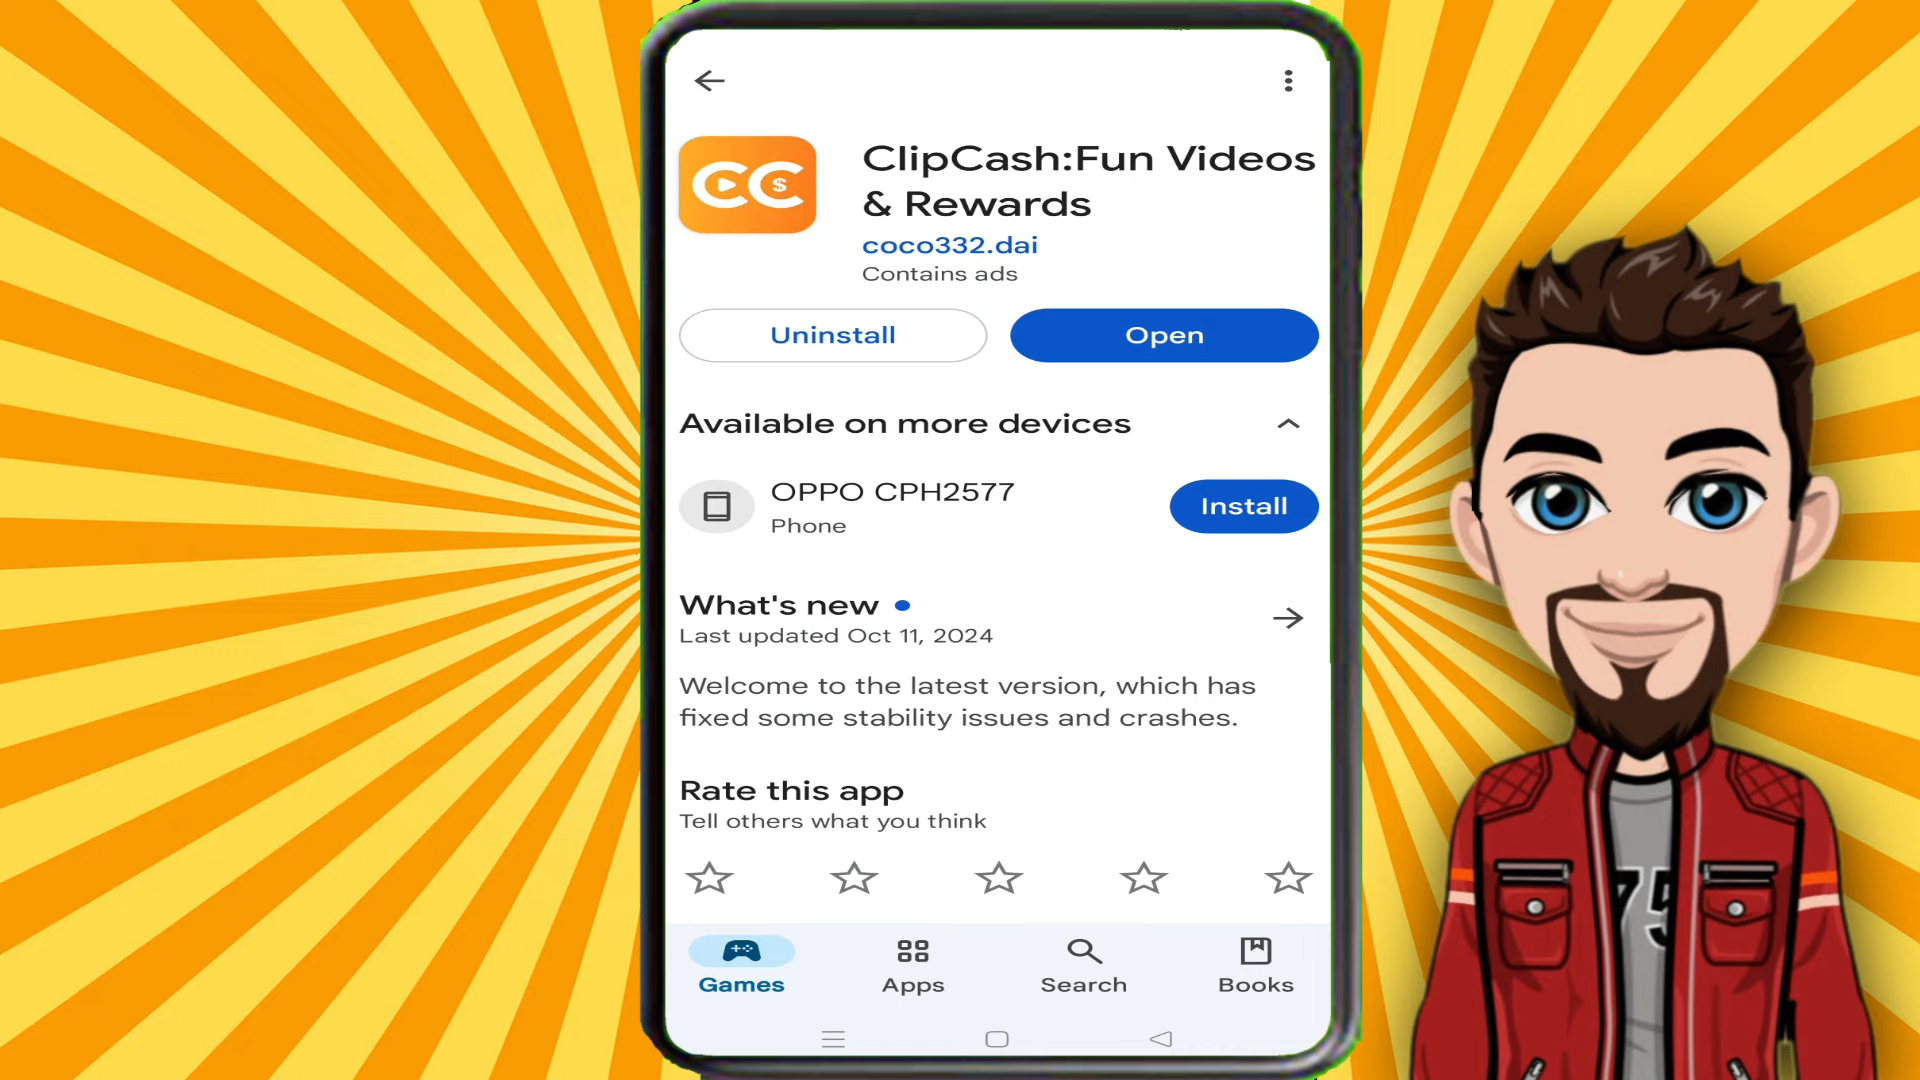 CC
$
ClipCash:Fun Videos
& Rewards
coco332.dai
Contains ads
Uninstall
Open
Available on more devices
OPPO CPH2577
Phone
Install
What's new
Last updated Oct 11, 2024
Welcome to the latest version, which has
fixed some stability issues and crashes.
Rate this app
Tell others what you think
Games
Apps
Search
Books
75